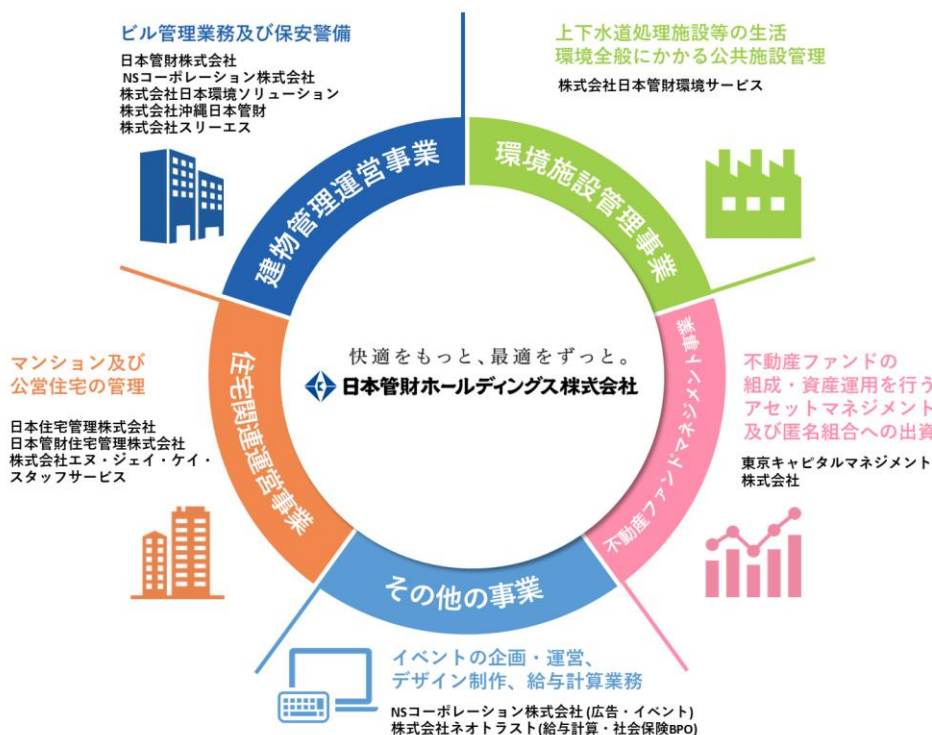 ビル管理業務及び保安警備
日本管財株式会社
NSコーポレーション株式会社
株式会社日本環境ソリューション
株式会社沖縄日本管財
株式会社スリーエス
建物管理運営事業
上下水道処理施設等の生活
環境全般にかかる公共施設管理
株式会社日本管財環境サービス
環境施設管理事業
マンション及び
公営住宅の管理
日本住宅管理株式会社
日本管財住宅管理株式会社
株式会社エヌ・ジェイ・ケイ・
スタッフサービス
住宅関連運営事業
快適をもっと、最適をずっと。
日本管財ホールディングス株式会社
不動産ファンドマネジメント事業
不動産ファンドの
組成・資産運用を行う
アセットマネジメント
及び匿名組合への出資
東京キャピタルマネジメント
株式会社
その他の事業
イベントの企画・運営、
デザイン制作、給与計算業務
NSコーポレーション株式会社(広告・イベント)
株式会社ネオトラスト(給与計算・社会保険BPO)